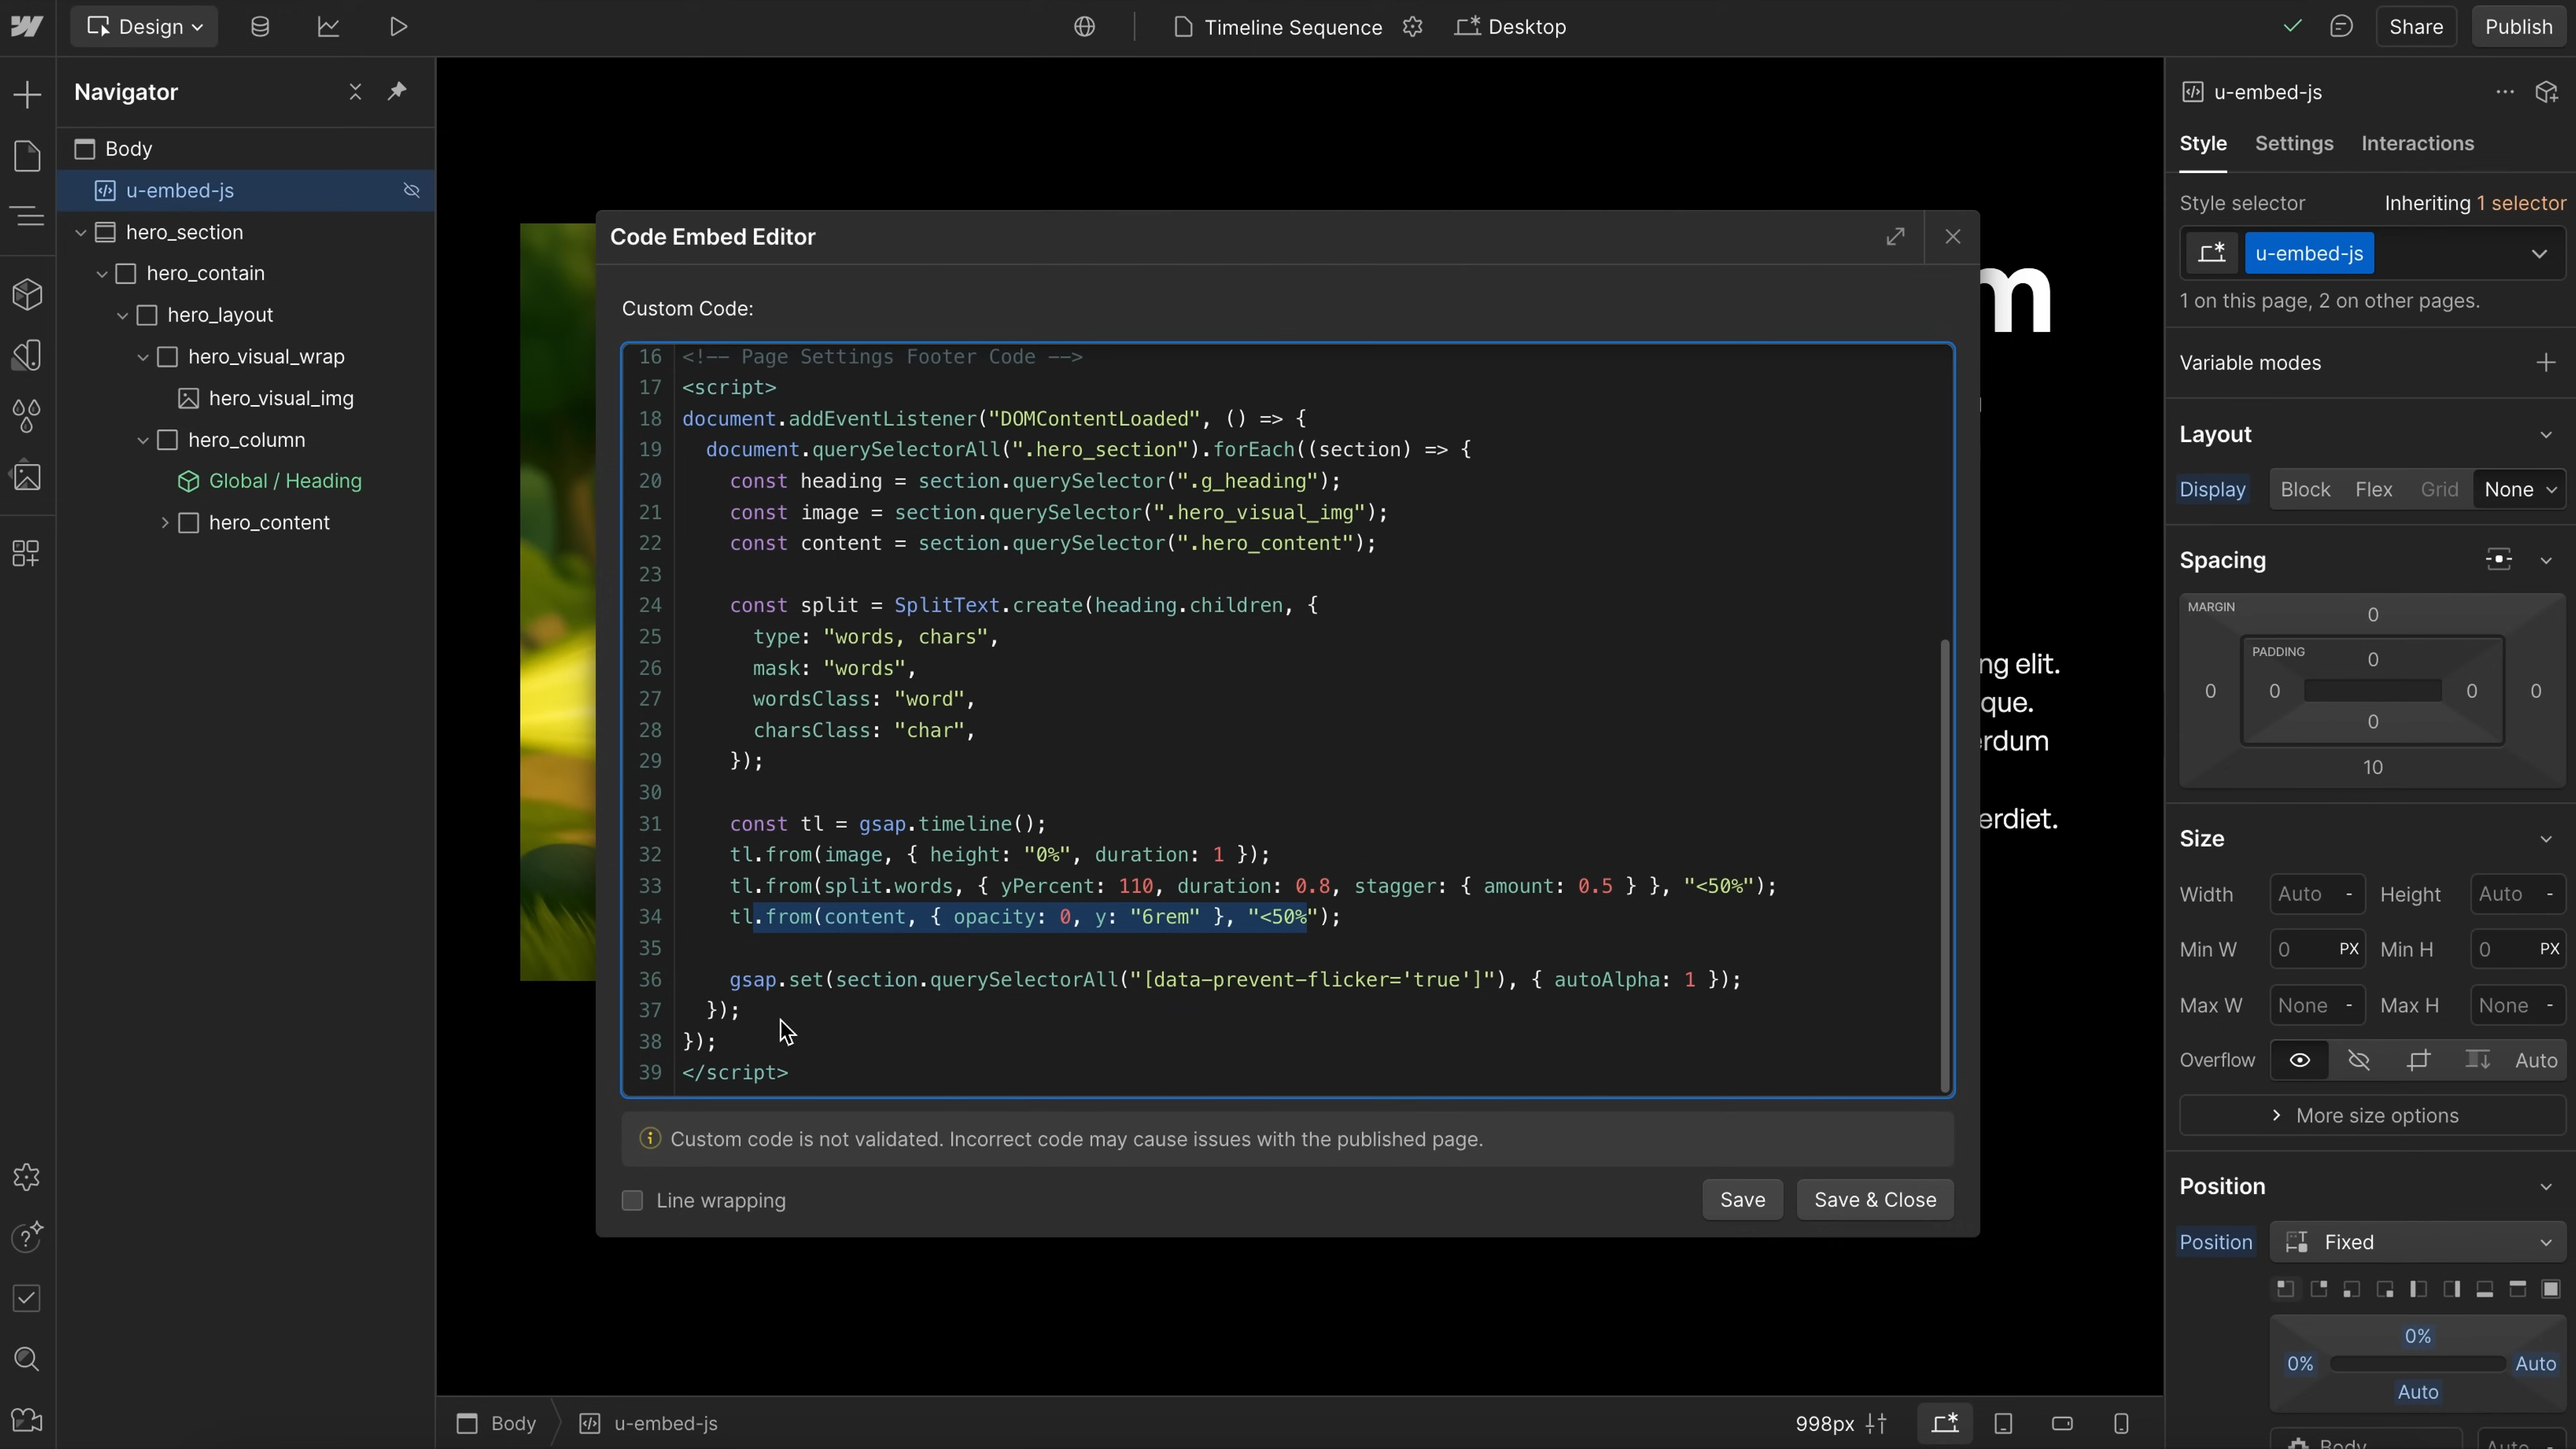 Design
Timeline Sequence
Desktop
Share
Publish
Navigator
Body
u-embed-js
hero_section
hero_contain
hero_layout
hero_visual_wrap
hero_visual_img
hero_column
Global / Heading
hero_content
m
ng elit.
que.
erdum
erdiet.
Code Embed Editor
Custom Code:
16 <!-- Page Settings Footer Code -->
17 <script>
18 document.addEventListener("DOMContentLoaded", () => {
19 document.querySelectorAll(".hero_section").forEach((section) => {
20 const heading = section.querySelector(".g_heading");
21 const image = section.querySelector(".hero_visual_img");
22 const content = section.querySelector(".hero_content");
23
24 const split = SplitText.create(heading.children, {
25 type: "words, chars",
26 mask: "words",
27 wordsClass: "word",
28 charsClass: "char",
29 });
30
31 const tl = gsap.timeline();
32 tl.from(image, { height: "0%", duration: 1 });
33 tl.from(split.words, { yPercent: 110, duration: 0.8, stagger: { amount: 0.5 } }, "<50%");
34 tl.from(content, { opacity: 0, y: "6rem" }, "<50%");
35
36 gsap.set(section.querySelectorAll("[data-prevent-flicker='true']"), { autoAlpha: 1 });
37 });
38 });
39 </script>
Custom code is not validated. Incorrect code may cause issues with the published page.
Line wrapping
Save
Save & Close
Body
u-embed-js
998px
u-embed-js
Style Settings Interactions
Style selector Inheriting 1 selector
u-embed-js
1 on this page, 2 on other pages.
Variable modes
Layout
Display Block Flex Grid None
Spacing
MARGIN 0
PADDING 0
0 0 0 0
0
10
Size
Width Auto - Height Auto -
Min W 0 PX Min H 0 PX
Max W None - Max H None -
Overflow Auto
More size options
Position
Position Fixed
0%
0% Auto
Auto
Body Auto